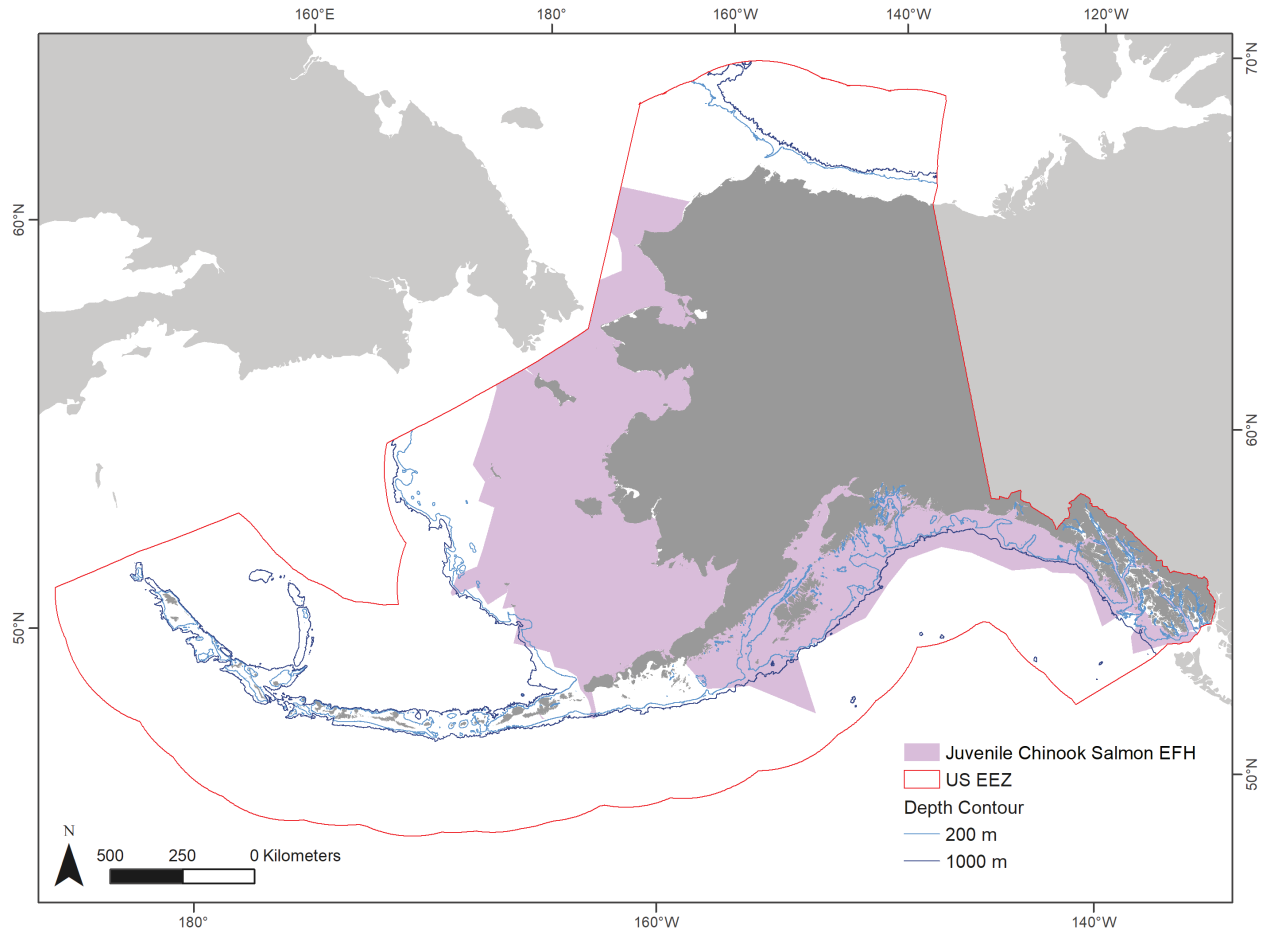 160°E 180° 160°W 140°W 120°W
70°N
60°N
60°N
50°N
50°N
Juvenile Chinook Salmon EFH
US EEZ
Depth Contour
200 m
1000 m
N
500 250 0 Kilometers
180° 160°W 140°W